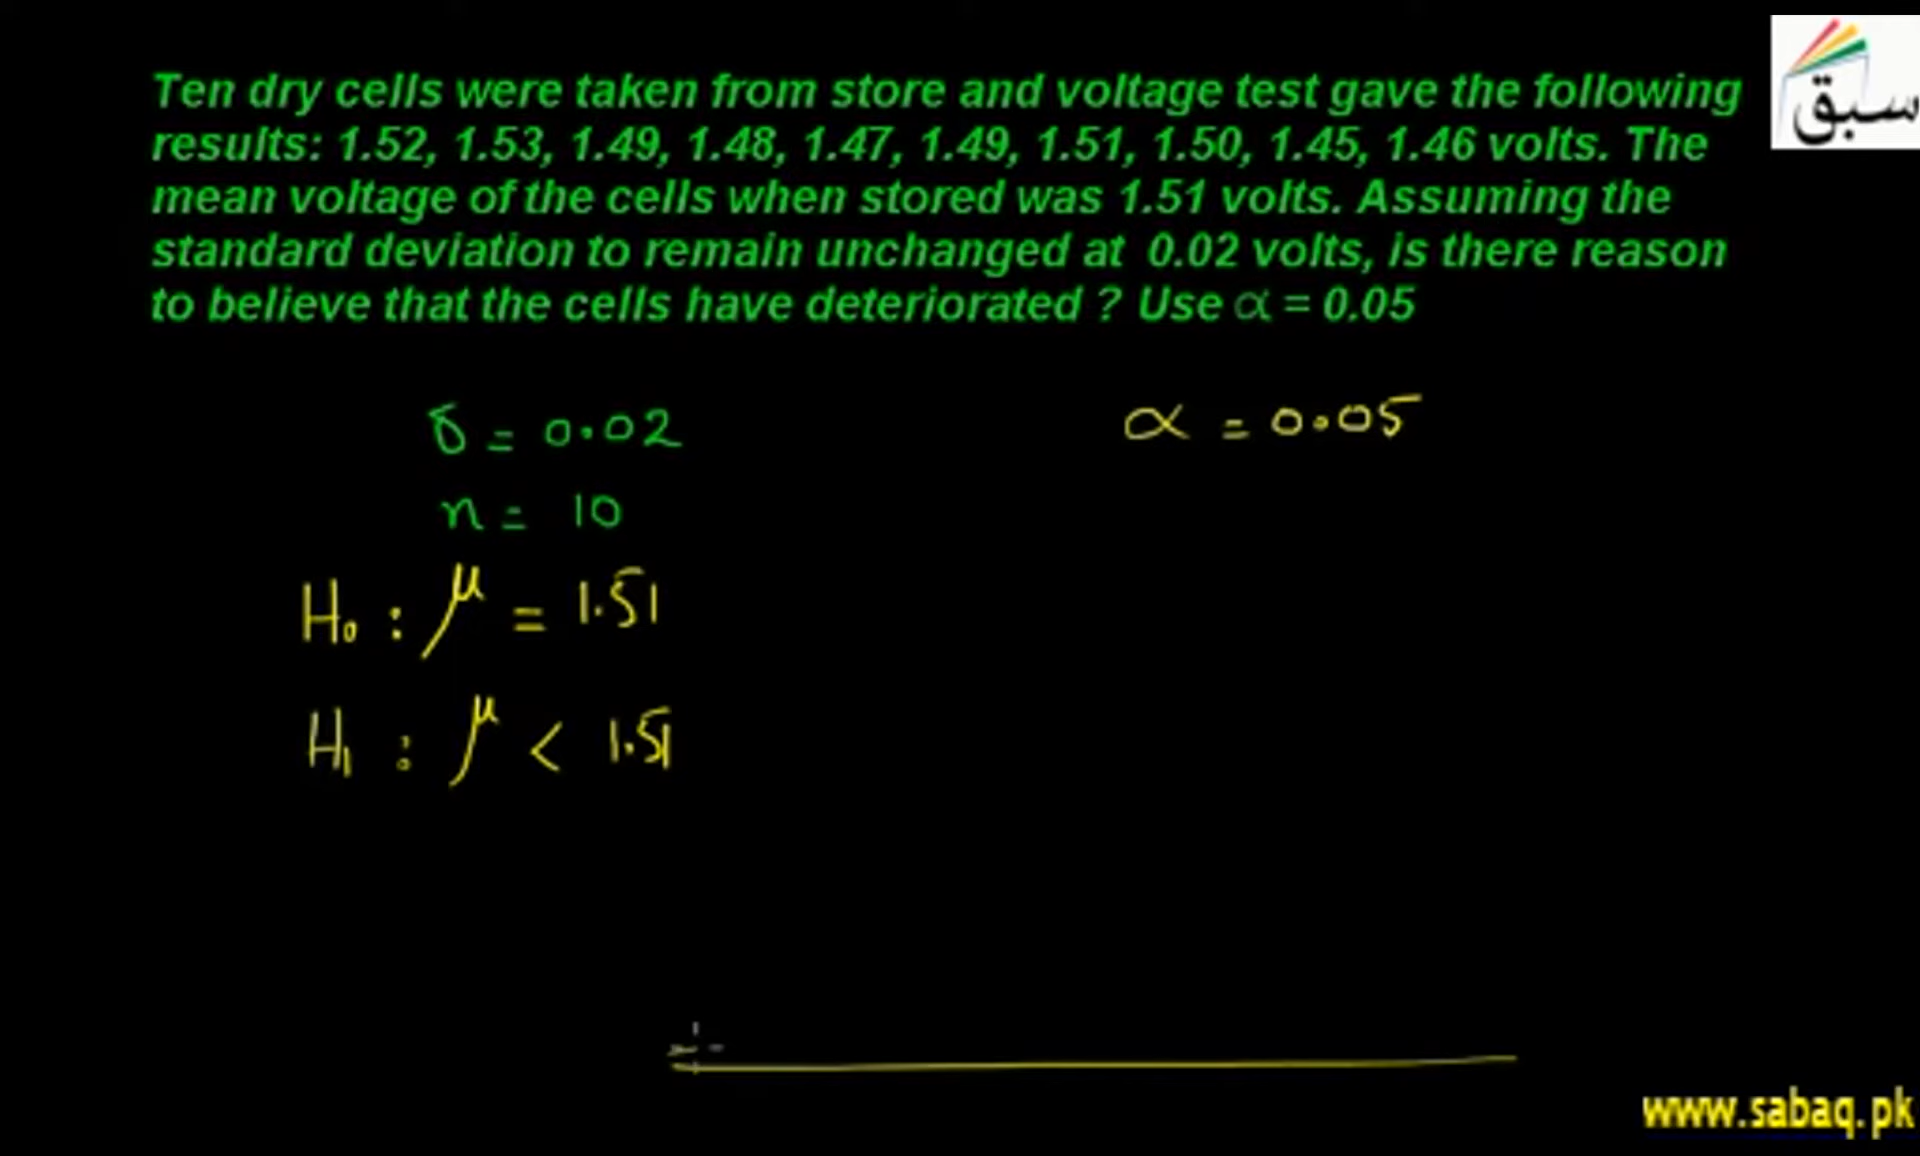 سبق
Ten dry cells were taken from store and voltage test gave the following
results: 1.52, 1.53, 1.49, 1.48, 1.47, 1.49, 1.51, 1.50, 1.45, 1.46 volts. The
mean voltage of the cells when stored was 1.51 volts. Assuming the
standard deviation to remain unchanged at 0.02 volts, is there reason
to believe that the cells have deteriorated ? Use α = 0.05
δ = 0.02
α = 0.05
n = 10
H₀ : μ = 1.51
H₁ : μ < 1.51
www.sabaq.pk